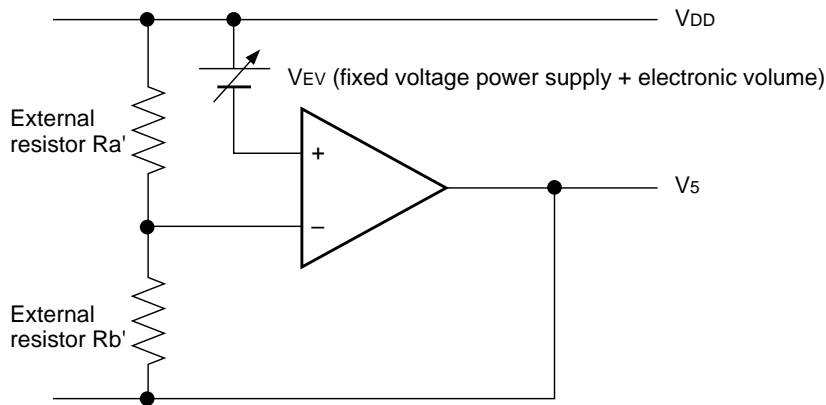 VDD
VEV (fixed voltage power supply + electronic volume)
External
resistor Ra'
+
V5
−
External
resistor Rb'